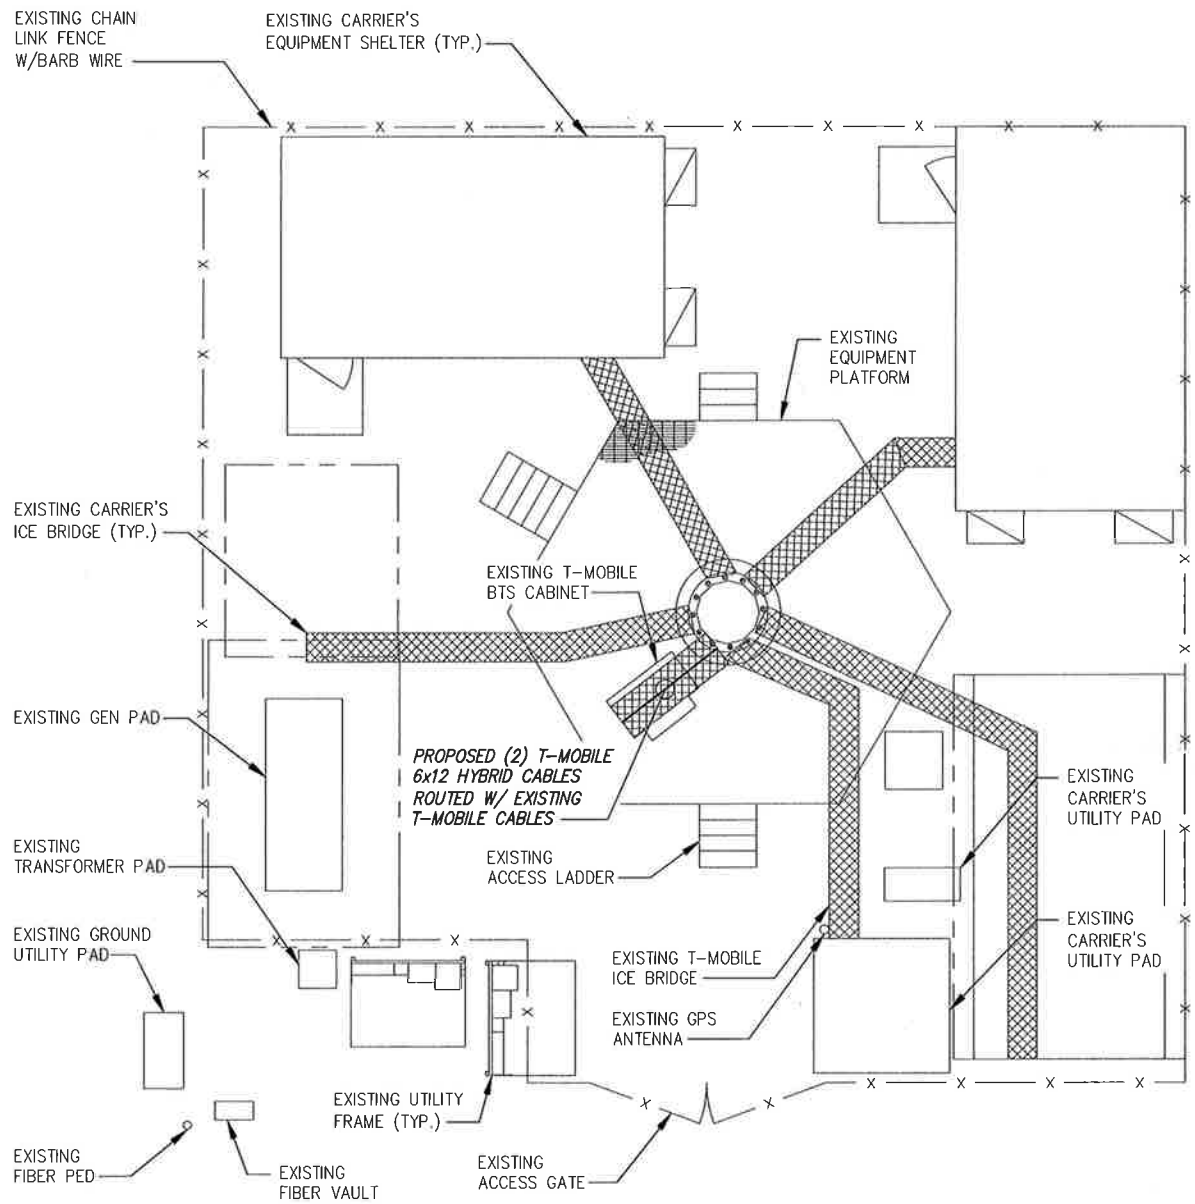 EXISTING CHAIN
LINK FENCE
W/BARB WIRE
EXISTING CARRIER'S
EQUIPMENT SHELTER (TYP.)
EXISTING
EQUIPMENT
PLATFORM
EXISTING CARRIER'S
ICE BRIDGE (TYP.)
EXISTING T-MOBILE
BTS CABINET
EXISTING GEN PAD
PROPOSED (2) T-MOBILE
6x12 HYBRID CABLES
ROUTED W/ EXISTING
T-MOBILE CABLES
EXISTING
CARRIER'S
UTILITY PAD
EXISTING
TRANSFORMER PAD
EXISTING
ACCESS LADDER
EXISTING GROUND
UTILITY PAD
EXISTING T-MOBILE
ICE BRIDGE
EXISTING
CARRIER'S
UTILITY PAD
EXISTING GPS
ANTENNA
EXISTING UTILITY
FRAME (TYP.)
EXISTING
FIBER PED
EXISTING
FIBER VAULT
EXISTING
ACCESS GATE